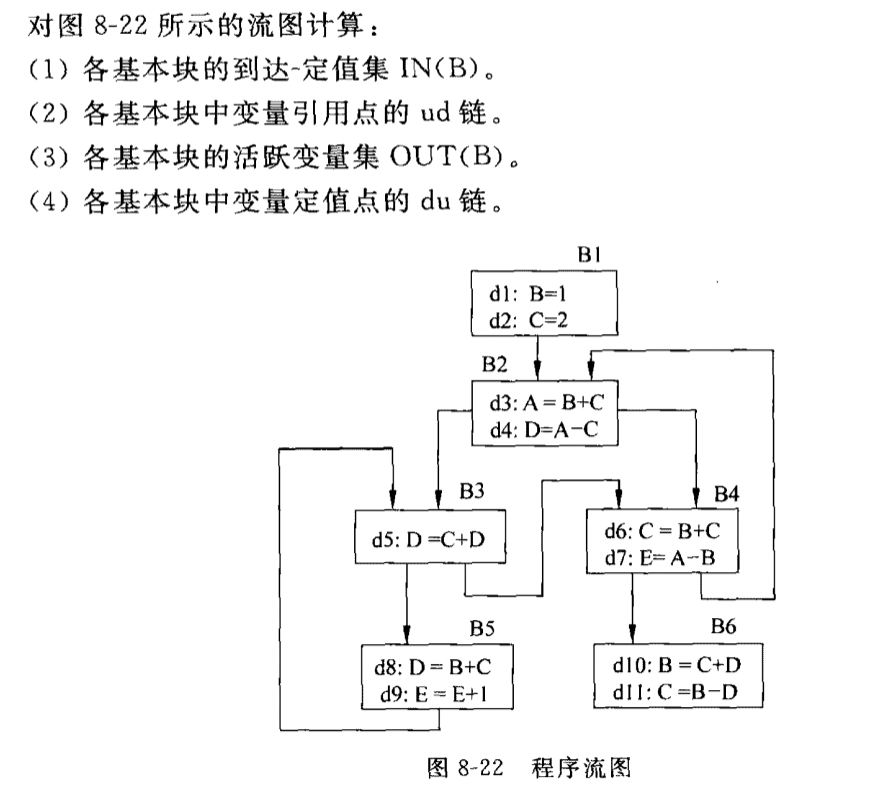 对图 8-22 所示的流图计算：
(1) 各基本块的到达-定值集 IN(B)。
(2) 各基本块中变量引用点的 ud 链。
(3) 各基本块的活跃变量集 OUT(B)。
(4) 各基本块中变量定值点的 du 链。
B1
d1: B=1
d2: C=2
B2
d3: A = B+C
d4: D=A-C
B3
d5: D =C+D
B4
d6: C = B+C
d7: E= A-B
B5
d8: D = B+C
d9: E = E+1
B6
d10: B = C+D
d11: C =B-D
图 8-22 程序流图